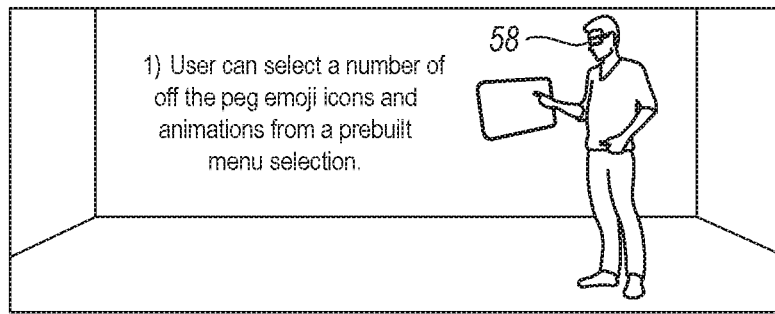 58
1) User can select a number of
off the peg emoji icons and
animations from a prebuilt
menu selection.